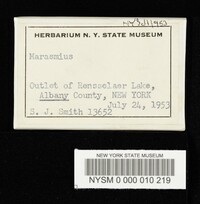 HERBARIUM N. Y. STATE MUSEUM
Marasmius
Outlet of Rensselaer Lake,
Albany County, NEW YORK
July 24, 1953
S. J. Smith 13652
NEW YORK STATE MUSEUM
NYSM 0 000 010 219